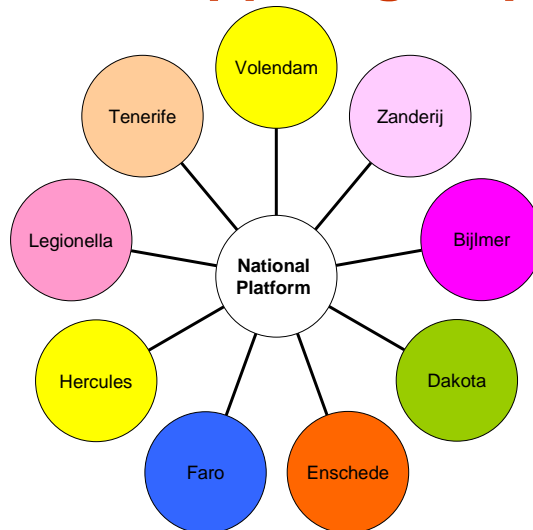 Volendam
Tenerife
Zanderij
Legionella
Bijlmer
National
Platform
Hercules
Dakota
Faro
Enschede